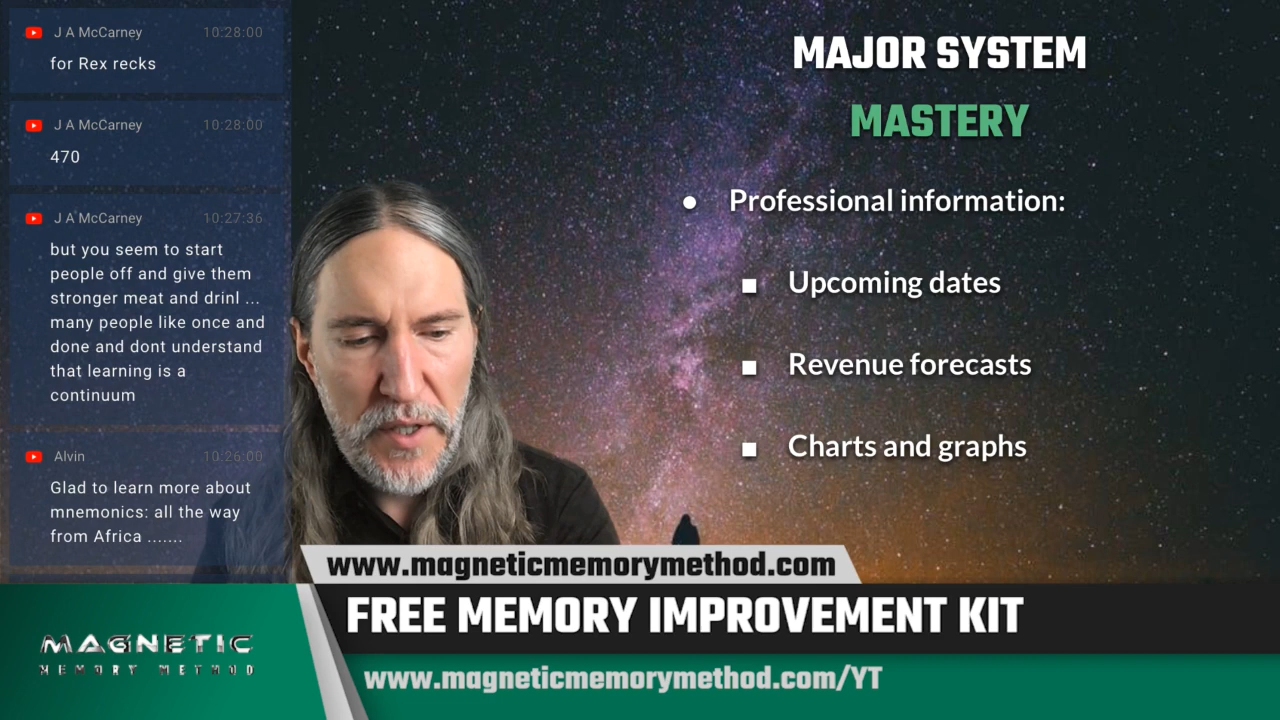 J A McCarney 10:28:00
for Rex recks
J A McCarney 10:28:00
470
J A McCarney 10:27:36
but you seem to start
people off and give them
stronger meat and drinl ...
many people like once and
done and dont understand
that learning is a
continuum
Alvin 10:26:00
Glad to learn more about
mnemonics: all the way
from Africa .......
MAJOR SYSTEM
MASTERY
Professional information:
Upcoming dates
Revenue forecasts
Charts and graphs
www.magneticmemorymethod.com
FREE MEMORY IMPROVEMENT KIT
www.magneticmemorymethod.com/YT
MAGNETIC
MEMORY METHOD